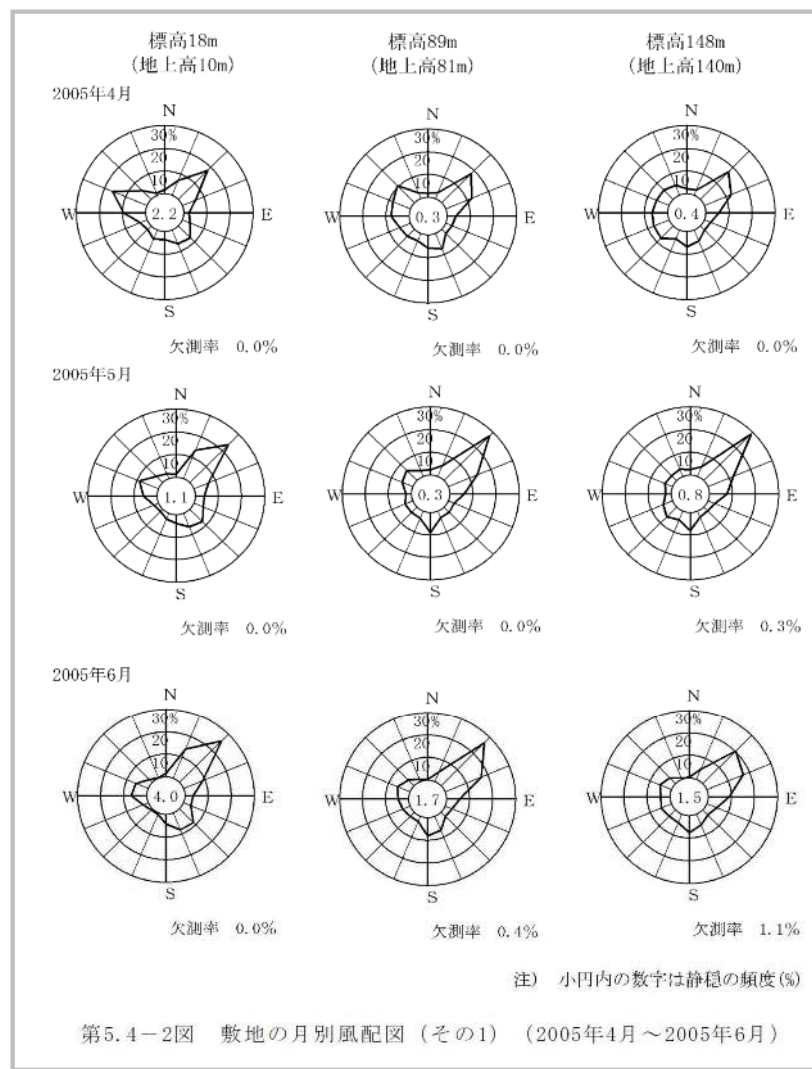 標高18m 標高89m 標高148m
(地上高10m) (地上高81m) (地上高140m)
2005年4月
N N N
30% 30% 30%
20 20 20
10 10 10
W 2.2 E W 0.3 E W 0.4 E
S S S
欠測率 0.0% 欠測率 0.0% 欠測率 0.0%
2005年5月
N N N
30% 30% 30%
20 20 20
10 10 10
W 1.1 E W 0.3 E W 0.8 E
S S S
欠測率 0.0% 欠測率 0.0% 欠測率 0.3%
2005年6月
N N N
30% 30% 30%
20 20 20
10 10 10
W 4.0 E W 1.7 E W 1.5 E
S S S
欠測率 0.0% 欠測率 0.4% 欠測率 1.1%
注) 小円内の数字は静穏の頻度(%)
第5.4-2図 敷地の月別風配図(その1) (2005年4月~2005年6月)